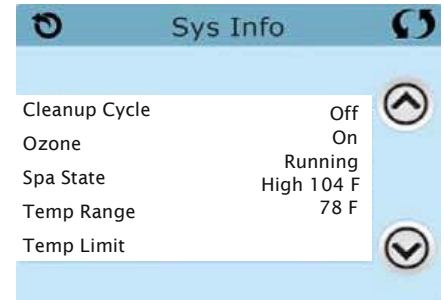 Sys Info
Cleanup Cycle Off
Ozone On
Spa State Running
Temp Range High 104 F
Temp Limit 78 F